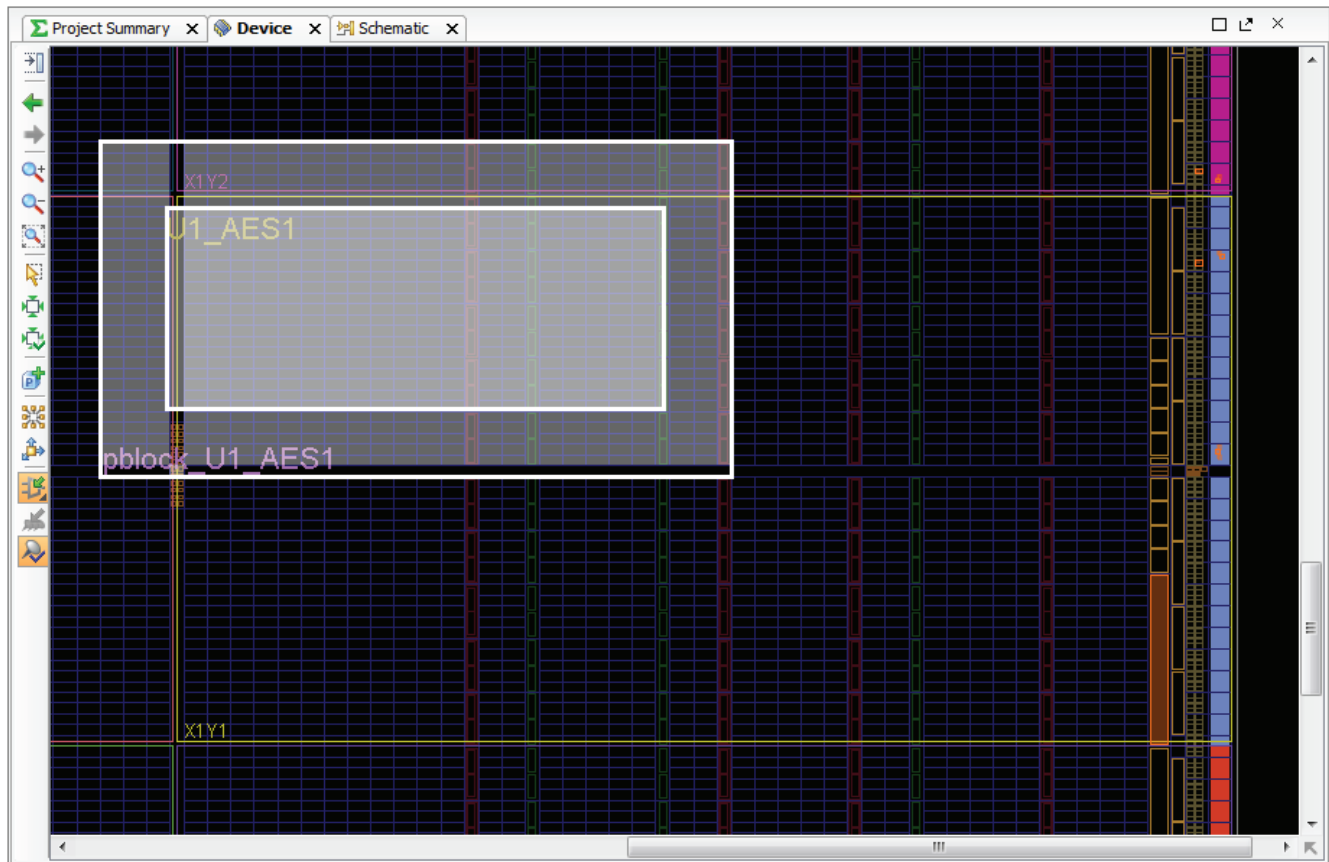 Project Summary
Device
Schematic
X1Y2
U1_AES1
pblock_U1_AES1
X1Y1